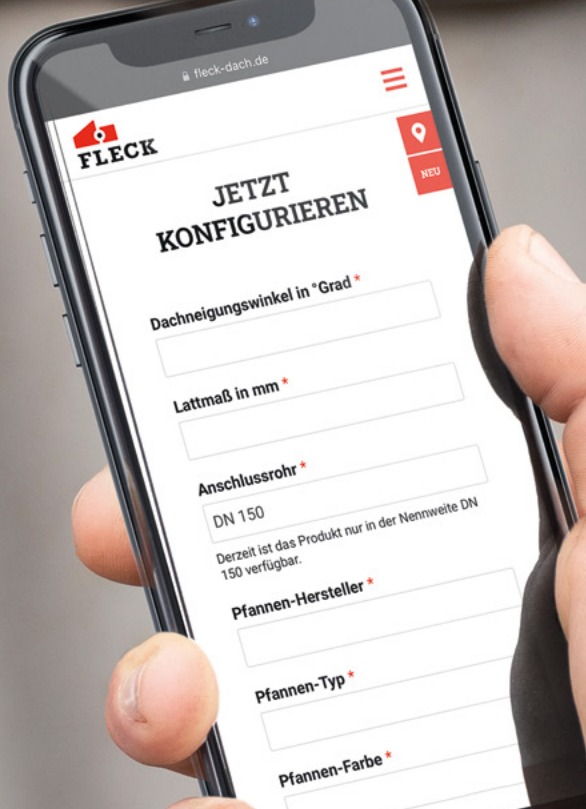 fleck-dach.de
FLECK
NEU
JETZT
KONFIGURIEREN
Dachneigungswinkel in °Grad *
Lattmaß in mm *
Anschlussrohr *
DN 150
Derzeit ist das Produkt nur in der Nennweite DN
150 verfügbar.
Pfannen-Hersteller *
Pfannen-Typ *
Pfannen-Farbe *